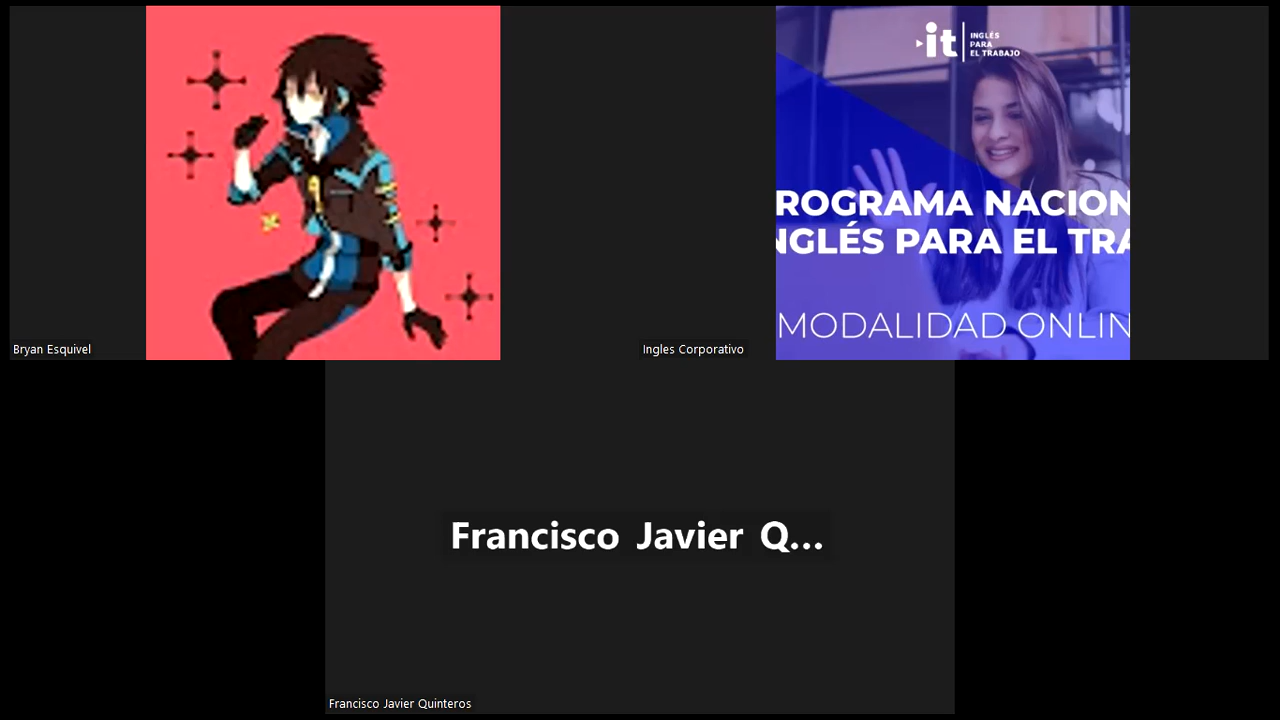 it
INGLÉS
PARA
EL TRABAJO
ROGRAMA NACION
NGLÉS PARA EL TRA
MODALIDAD ONLIN
Bryan Esquivel
Ingles Corporativo
Francisco Javier Q...
Francisco Javier Quinteros